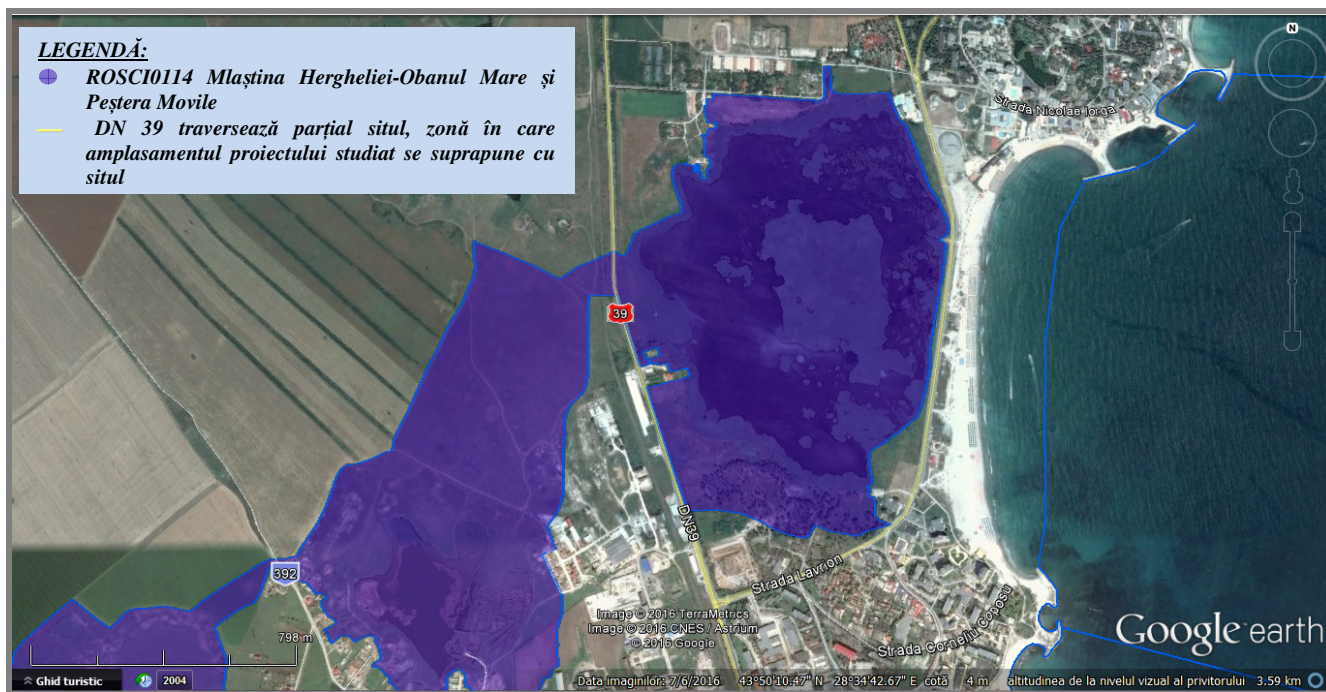 LEGENDĂ:
ROSCI0114 Mlaștina Hergheliei-Obanul Mare și
Peștera Movile
DN 39 traversează parțial situl, zonă în care
amplasamentul proiectului studiat se suprapune cu
situl
N
Strada Nicolae Iorga
39
DN39
392
Strada Lavrion
Strada Corneliu Coposu
798 m
Image © 2016 TerraMetrics
Image © 2016 CNES / Astrium
© 2016 Google
Google earth
Ghid turistic
2004
Data imaginilor: 7/6/2016 43°50'10.47" N 28°34'42.67" E cotă 4 m altitudinea de la nivelul vizual al privitorului 3.59 km